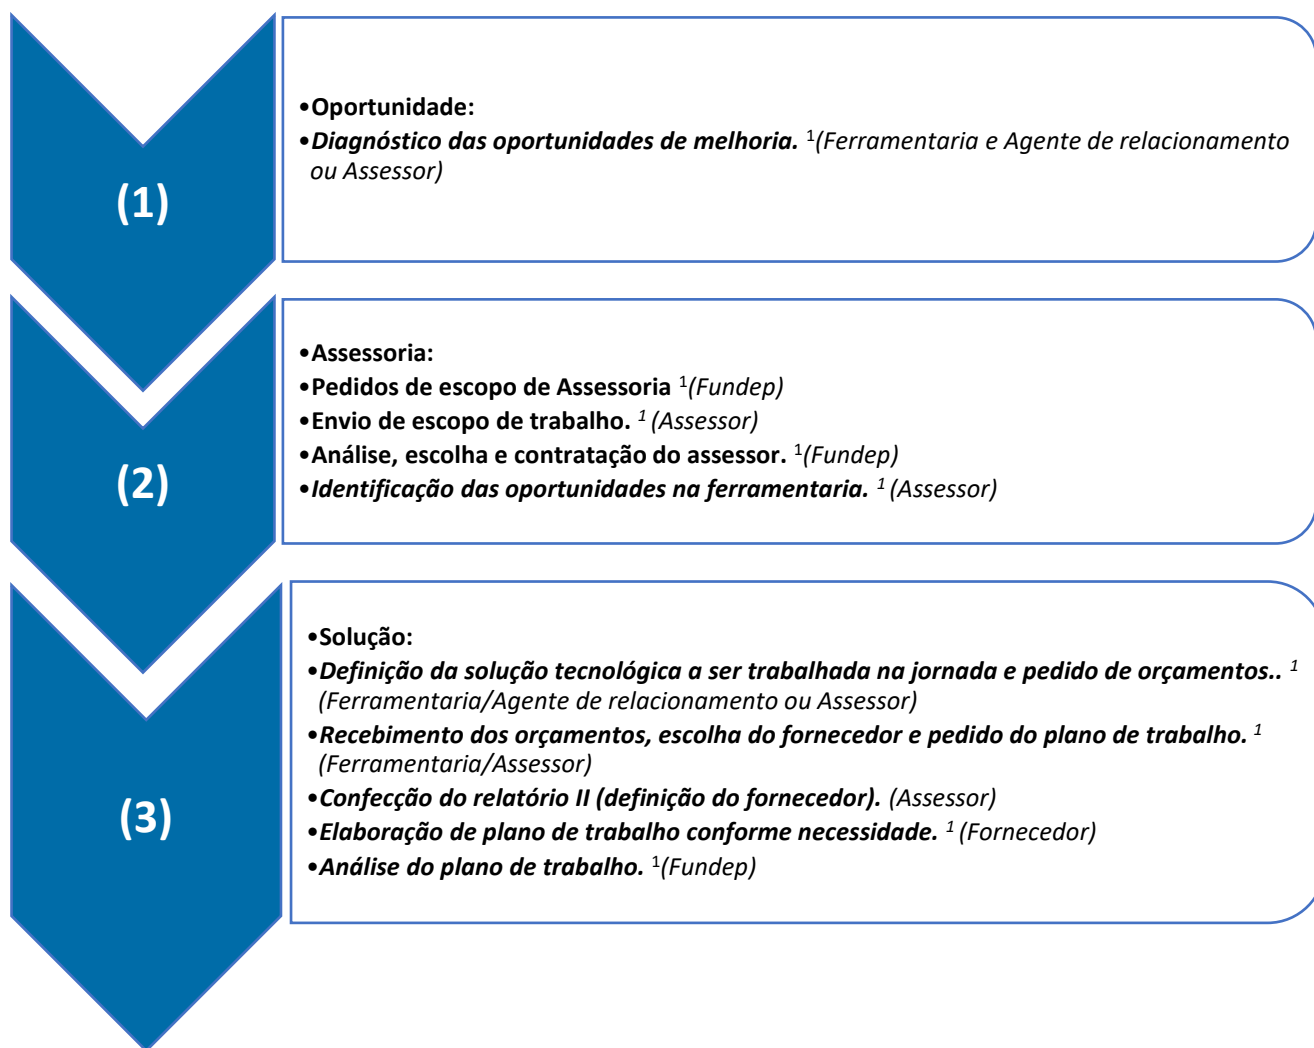 (1)
•Oportunidade:
•Diagnóstico das oportunidades de melhoria. ¹(Ferramentaria e Agente de relacionamento
ou Assessor)
(2)
•Assessoria:
•Pedidos de escopo de Assessoria ¹(Fundep)
•Envio de escopo de trabalho. ¹ (Assessor)
•Análise, escolha e contratação do assessor. ¹(Fundep)
•Identificação das oportunidades na ferramentaria. ¹ (Assessor)
(3)
•Solução:
•Definição da solução tecnológica a ser trabalhada na jornada e pedido de orçamentos.. ¹
(Ferramentaria/Agente de relacionamento ou Assessor)
•Recebimento dos orçamentos, escolha do fornecedor e pedido do plano de trabalho. ¹
(Ferramentaria/Assessor)
•Confecção do relatório II (definição do fornecedor). (Assessor)
•Elaboração de plano de trabalho conforme necessidade. ¹ (Fornecedor)
•Análise do plano de trabalho. ¹(Fundep)